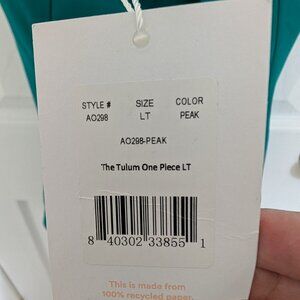 STYLE # SIZE COLOR
AO298 LT PEAK
AO298-PEAK
The Tulum One Piece LT
8 40302 33855 1
This is made from
100% recycled paper.